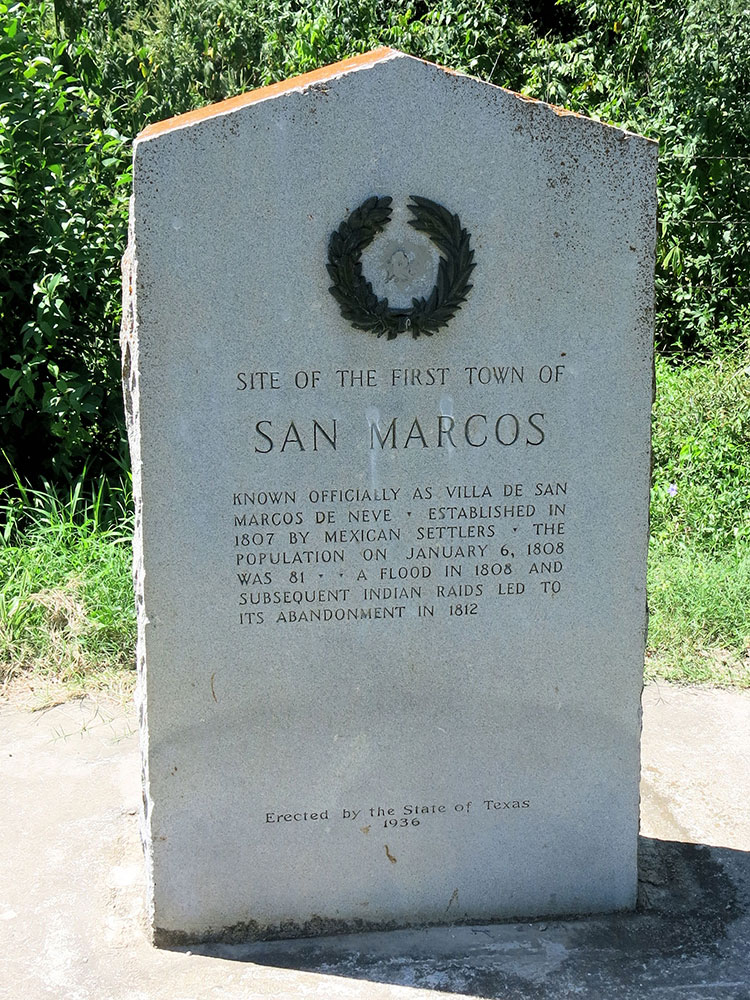 SITE OF THE FIRST TOWN OF
SAN MARCOS
KNOWN OFFICIALLY AS VILLA DE SAN
MARCOS DE NEVE • ESTABLISHED IN
1807 BY MEXICAN SETTLERS • THE
POPULATION ON JANUARY 6, 1808
WAS 81 • • A FLOOD IN 1808 AND
SUBSEQUENT INDIAN RAIDS LED TO
ITS ABANDONMENT IN 1812
Erected by the State of Texas
1936